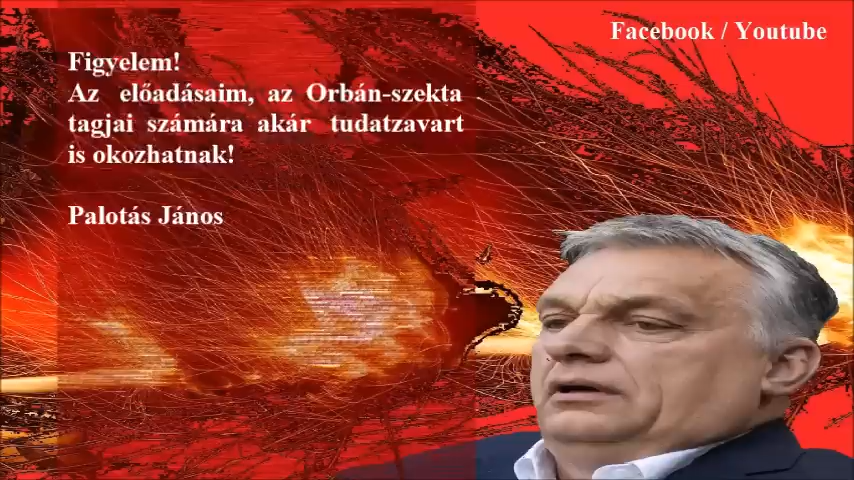 Facebook / Youtube
Figyelem!
Az előadásaim, az Orbán-szekta
tagjai számára akár tudatzavart
is okozhatnak!
Palotás János